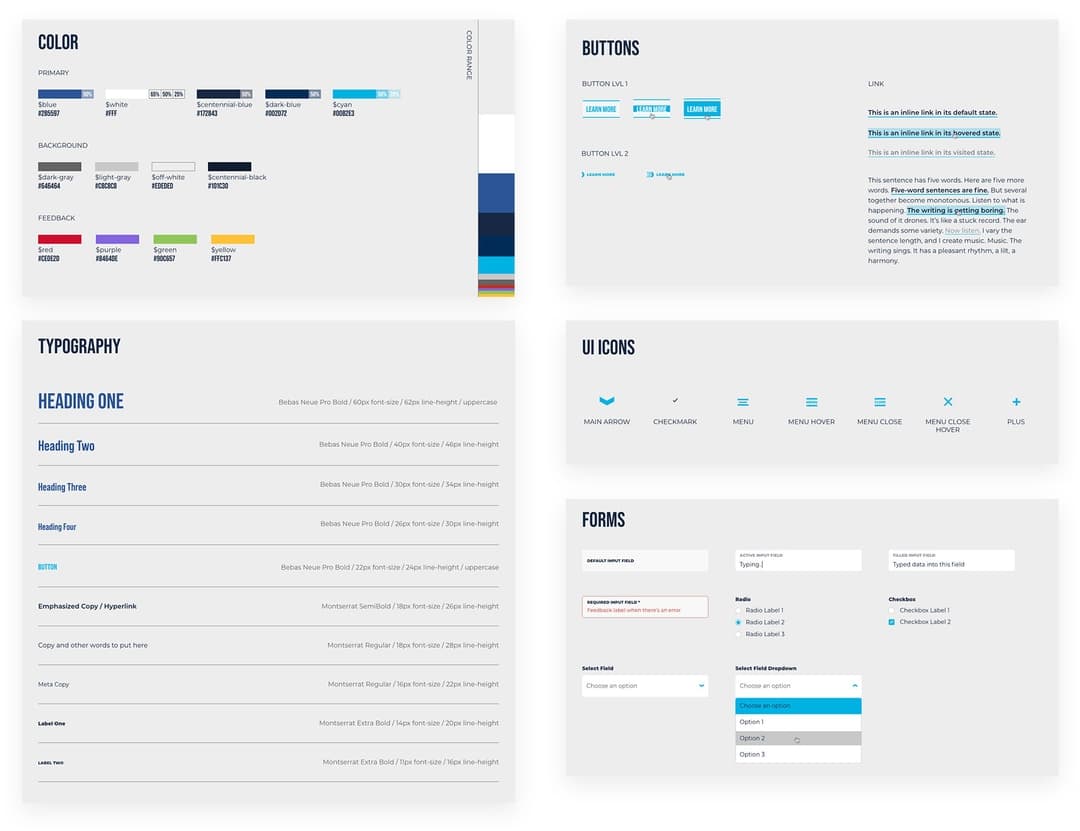 COLOR
COLOR RANGE
PRIMARY
50%
65% 50% 25%
50%
50%
50% 25%
$blue
#2B5597
$white
#FFF
$centennial-blue
#172843
$dark-blue
#002D72
$cyan
#00B2E3
BACKGROUND
$dark-gray
#646464
$light-gray
#C8C8C8
$off-white
#EDEDED
$centennial-black
#101C30
FEEDBACK
$red
#CE0E2D
$purple
#8464DE
$green
#90C657
$yellow
#FFC137
BUTTONS
BUTTON LVL 1
LEARN MORE
LEARN MORE
LEARN MORE
BUTTON LVL 2
LEARN MORE
LEARN MORE
LINK
This is an inline link in its default state.
This is an inline link in its hovered state.
This is an inline link in its visited state.
This sentence has five words. Here are five more
words. Five-word sentences are fine. But several
together become monotonous. Listen to what is
happening. The writing is getting boring. The
sound of it drones. It's like a stuck record. The ear
demands some variety. Now listen. I vary the
sentence length, and I create music. Music. The
writing sings. It has a pleasant rhythm, a lilt, a
harmony.
TYPOGRAPHY
HEADING ONE
Bebas Neue Pro Bold / 60px font-size / 62px line-height / uppercase
Heading Two
Bebas Neue Pro Bold / 40px font-size / 46px line-height
Heading Three
Bebas Neue Pro Bold / 30px font-size / 34px line-height
Heading Four
Bebas Neue Pro Bold / 26px font-size / 30px line-height
BUTTON
Bebas Neue Pro Bold / 22px font-size / 24px line-height / uppercase
Emphasized Copy / Hyperlink
Montserrat SemiBold / 18px font-size / 26px line-height
Copy and other words to put here
Montserrat Regular / 18px font-size / 28px line-height
Meta Copy
Montserrat Regular / 16px font-size / 22px line-height
Label One
Montserrat Extra Bold / 14px font-size / 20px line-height
LABEL TWO
Montserrat Extra Bold / 11px font-size / 16px line-height
UI ICONS
MAIN ARROW
CHECKMARK
MENU
MENU HOVER
MENU CLOSE
MENU CLOSE
HOVER
PLUS
FORMS
DEFAULT INPUT FIELD
ACTIVE INPUT FIELD
Typing..|
FILLED INPUT FIELD
Typed data into this field
REQUIRED INPUT FIELD *
Feedback label when there's an error
Radio
Radio Label 1
Radio Label 2
Radio Label 3
Checkbox
Checkbox Label 1
Checkbox Label 2
Select Field
Choose an option
Select Field Dropdown
Choose an option
Choose an option
Option 1
Option 2
Option 3